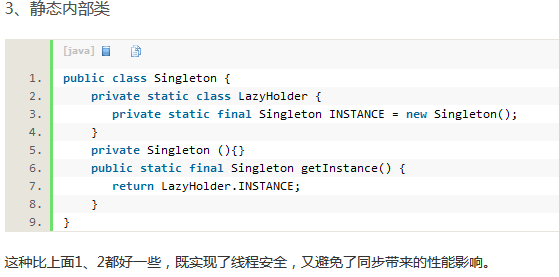 3、静态内部类
[java]
1. public class Singleton {
2.     private static class LazyHolder {
3.        private static final Singleton INSTANCE = new Singleton();
4.     }
5.     private Singleton (){}
6.     public static final Singleton getInstance() {
7.        return LazyHolder.INSTANCE;
8.     }
9. }
这种比上面1、2都好一些，既实现了线程安全，又避免了同步带来的性能影响。